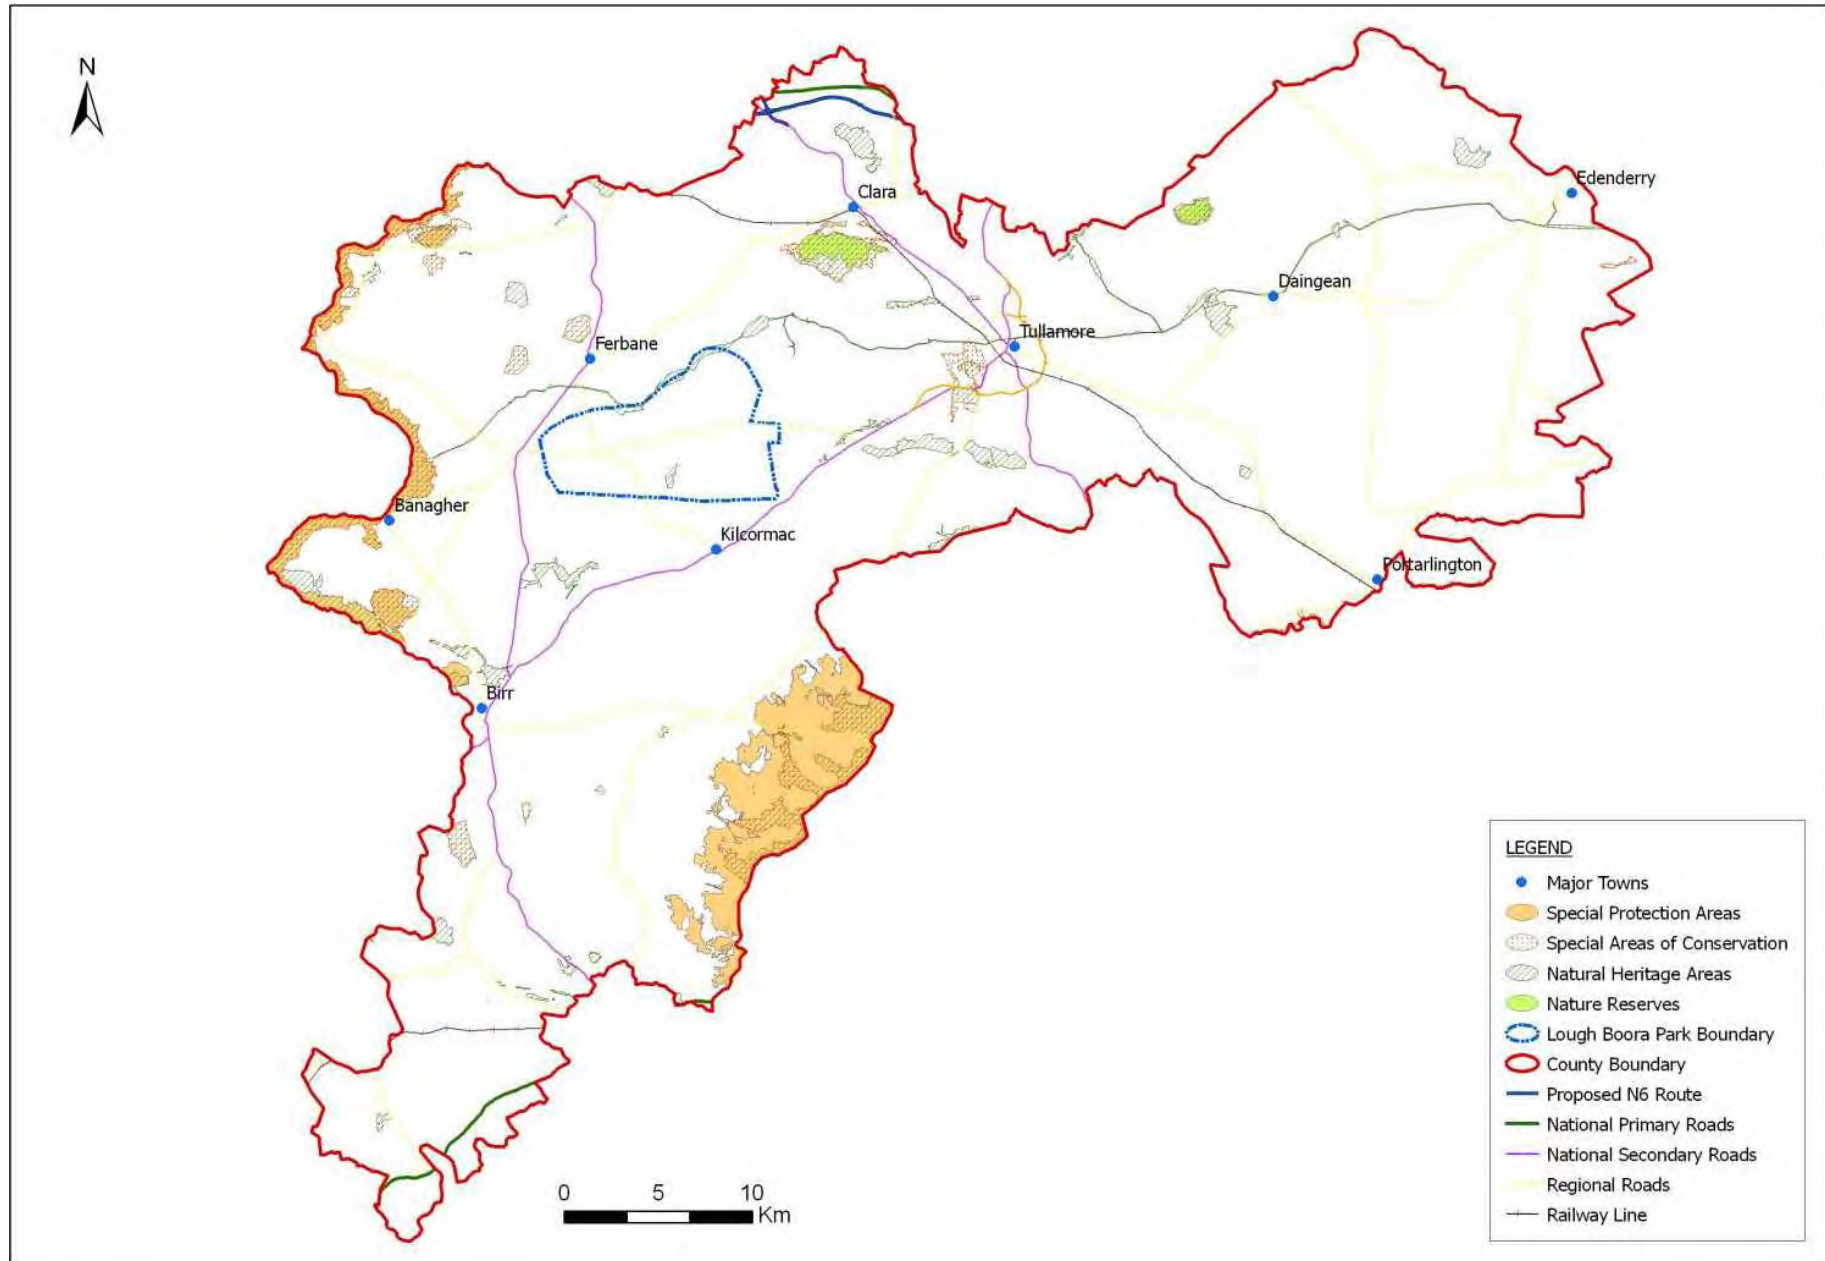 N
Edenderry
Clara
Daingean
Tullamore
Ferbane
Banagher
Kilcormac
Portarlington
Birr
LEGEND
Major Towns
Special Protection Areas
Special Areas of Conservation
Natural Heritage Areas
Nature Reserves
Lough Boora Park Boundary
County Boundary
Proposed N6 Route
National Primary Roads
National Secondary Roads
Regional Roads
Railway Line
0 5 10
Km